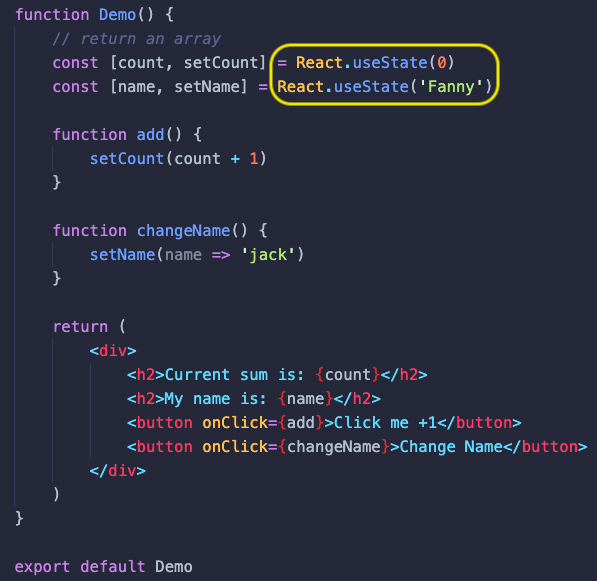 function Demo() {
    // return an array
    const [count, setCount] = React.useState(0)
    const [name, setName] = React.useState('Fanny')

    function add() {
        setCount(count + 1)
    }

    function changeName() {
        setName(name => 'jack')
    }

    return (
        <div>
            <h2>Current sum is: {count}</h2>
            <h2>My name is: {name}</h2>
            <button onClick={add}>Click me +1</button>
            <button onClick={changeName}>Change Name</button>
        </div>
    )
}

export default Demo